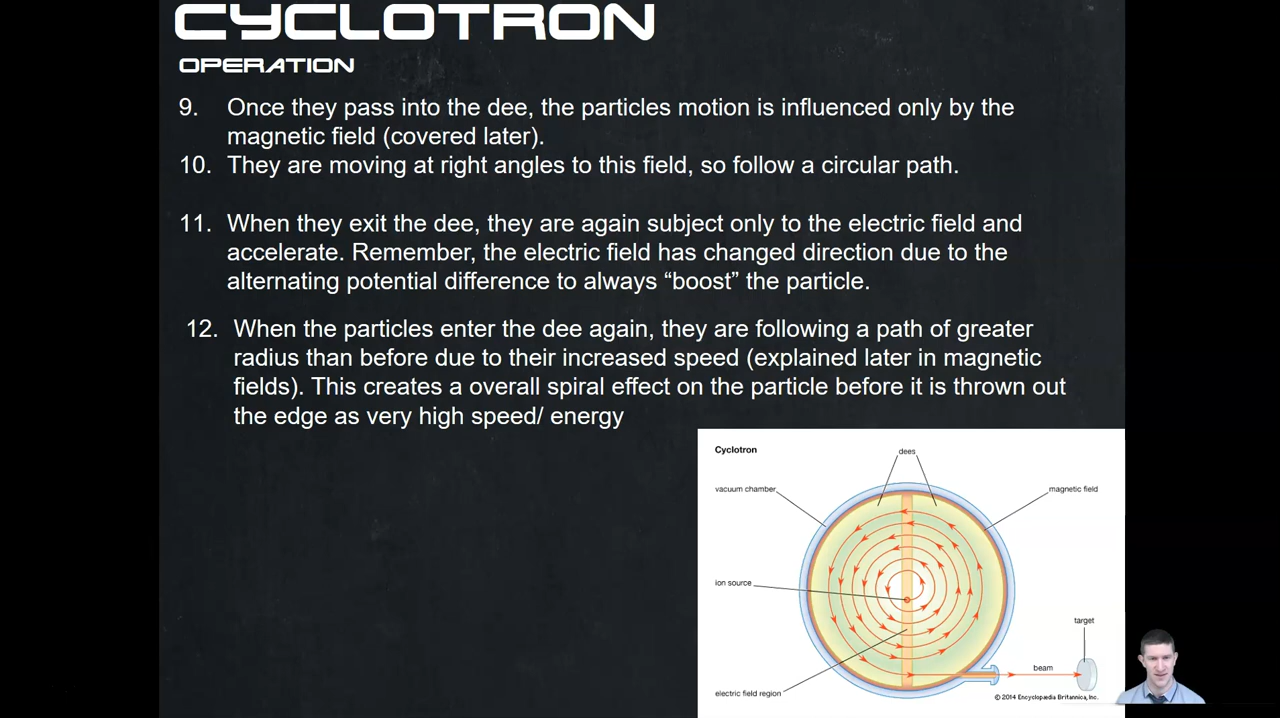 CYCLOTRON
OPERATION
9. Once they pass into the dee, the particles motion is influenced only by the
magnetic field (covered later).
10. They are moving at right angles to this field, so follow a circular path.
11. When they exit the dee, they are again subject only to the electric field and
accelerate. Remember, the electric field has changed direction due to the
alternating potential difference to always “boost” the particle.
12. When the particles enter the dee again, they are following a path of greater
radius than before due to their increased speed (explained later in magnetic
fields). This creates a overall spiral effect on the particle before it is thrown out
the edge as very high speed/ energy
Cyclotron
dees
vacuum chamber
magnetic field
ion source
target
beam
electric field region
© 2014 Encyclopædia Britannica, Inc.